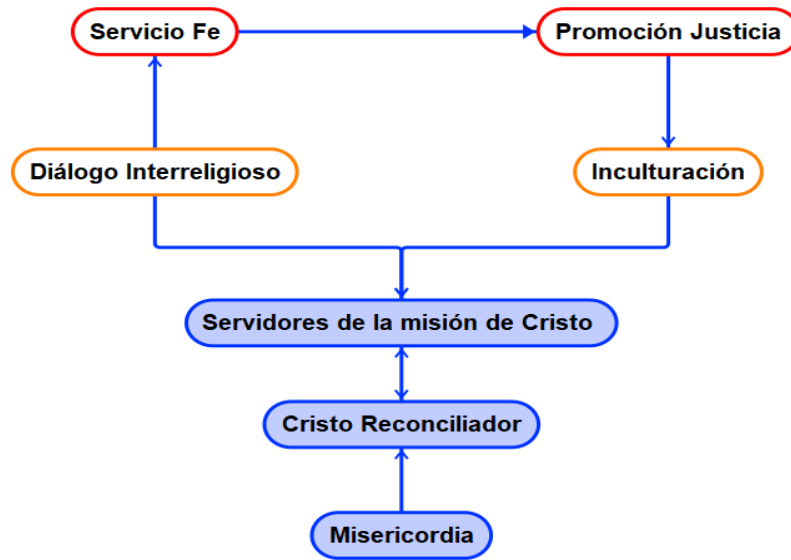 Servicio Fe
Promoción Justicia
Diálogo Interreligioso
Inculturación
Servidores de la misión de Cristo
Cristo Reconciliador
Misericordia